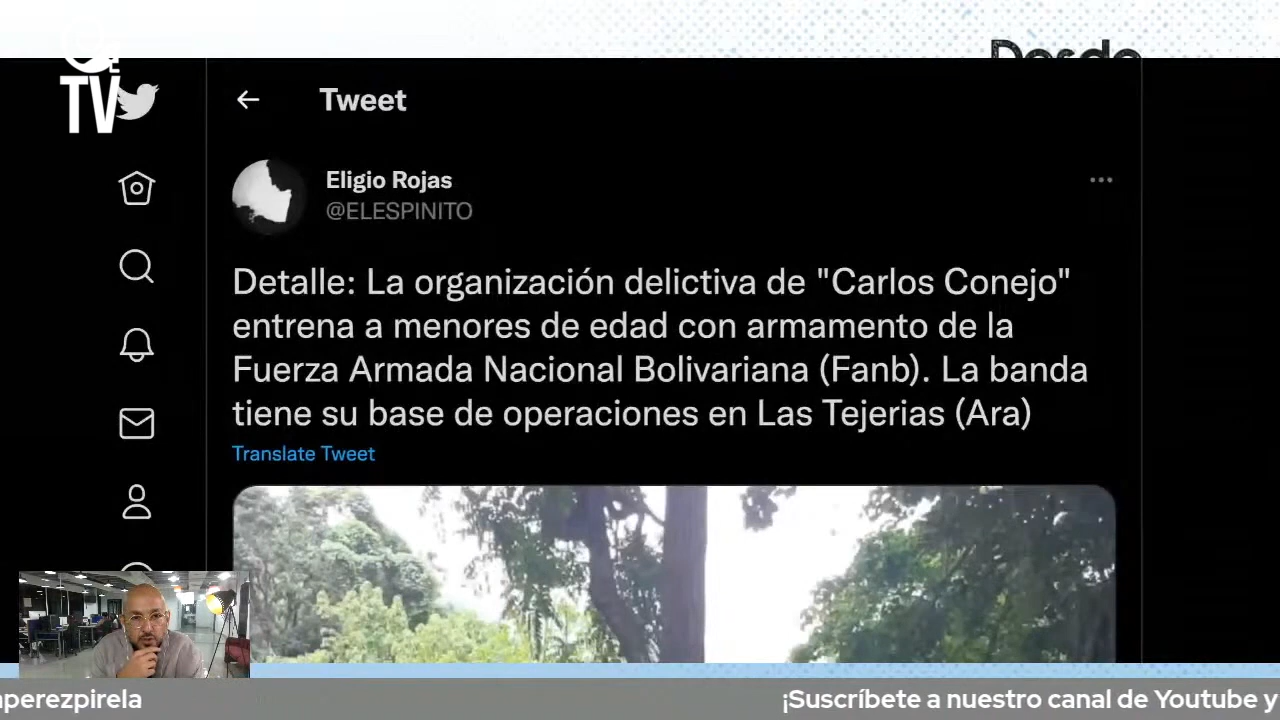 Desde
TV
Tweet
Eligio Rojas
@ELESPINITO
Detalle: La organización delictiva de "Carlos Conejo"
entrena a menores de edad con armamento de la
Fuerza Armada Nacional Bolivariana (Fanb). La banda
tiene su base de operaciones en Las Tejerias (Ara)
Translate Tweet
perezpirela
¡Suscríbete a nuestro canal de Youtube y